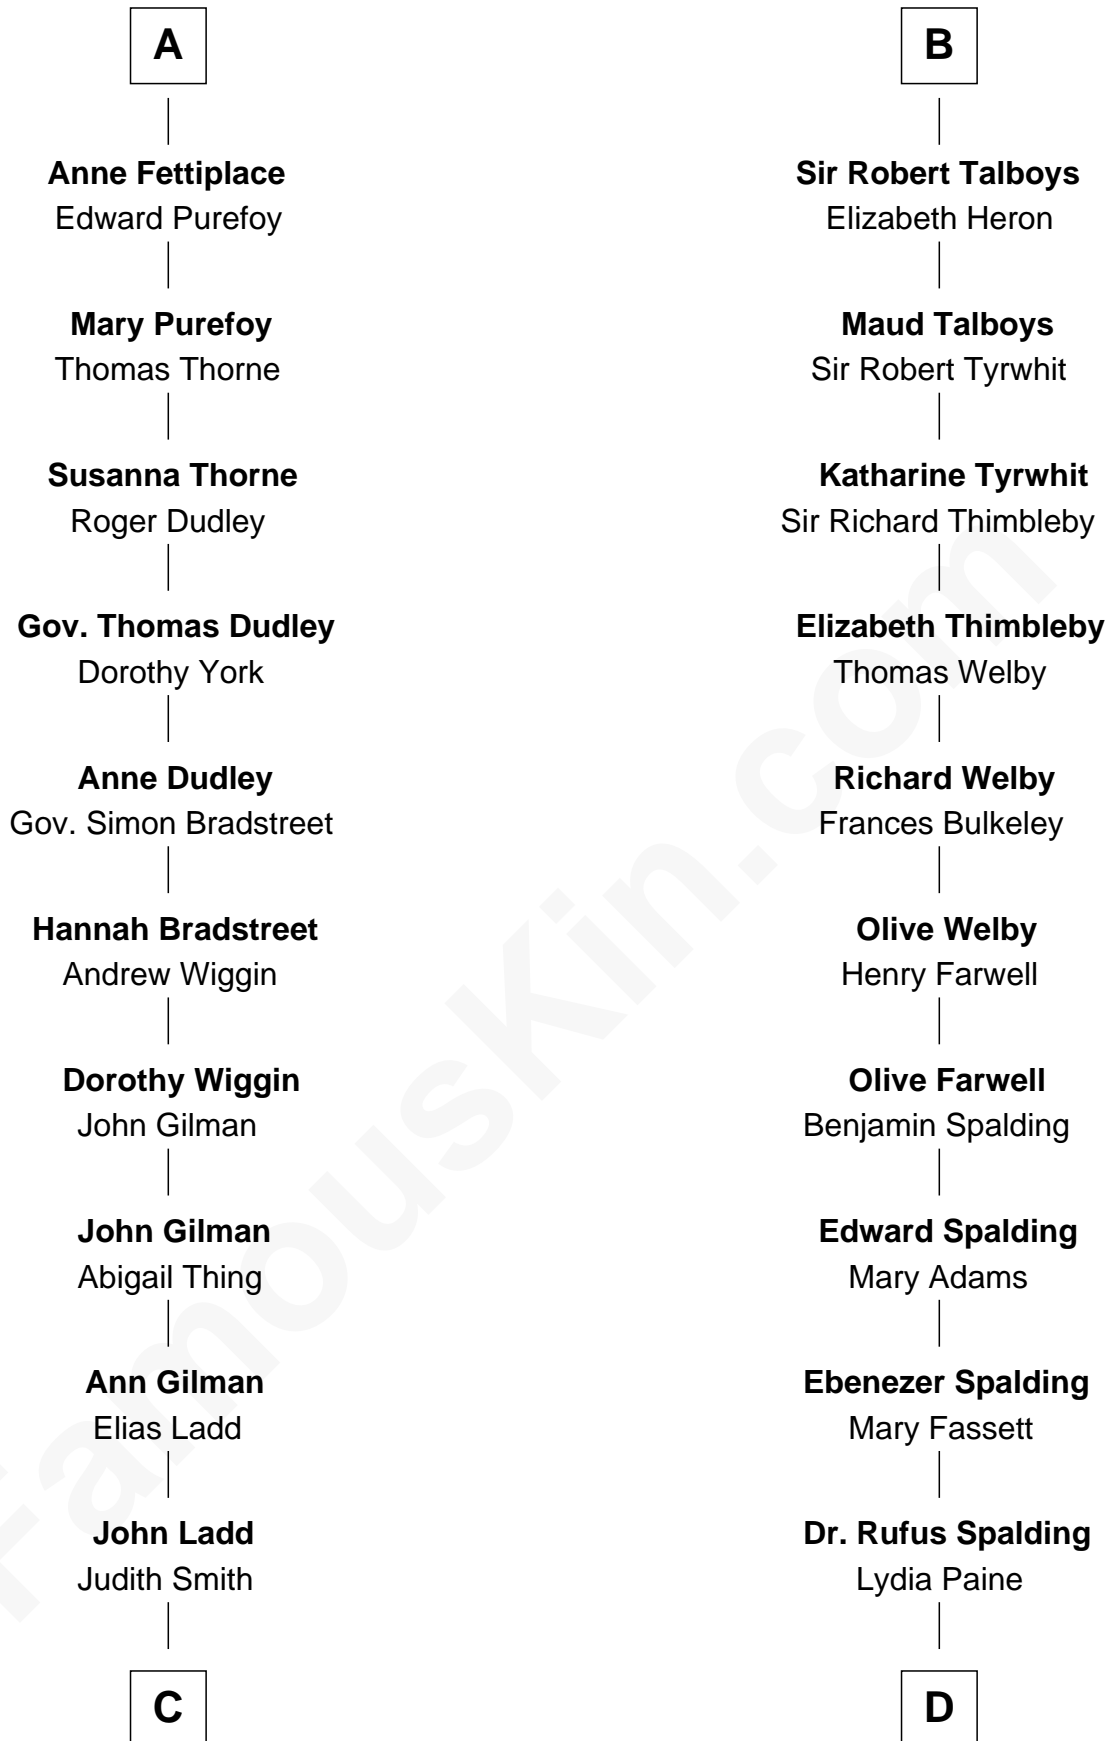 A
Anne Fettiplace
Edward Purefoy
Mary Purefoy
Thomas Thorne
Susanna Thorne
Roger Dudley
Gov. Thomas Dudley
Dorothy York
Anne Dudley
Gov. Simon Bradstreet
Hannah Bradstreet
Andrew Wiggin
Dorothy Wiggin
John Gilman
John Gilman
Abigail Thing
Ann Gilman
Elias Ladd
John Ladd
Judith Smith
C
B
Sir Robert Talboys
Elizabeth Heron
Maud Talboys
Sir Robert Tyrwhit
Katharine Tyrwhit
Sir Richard Thimbleby
Elizabeth Thimbleby
Thomas Welby
Richard Welby
Frances Bulkeley
Olive Welby
Henry Farwell
Olive Farwell
Benjamin Spalding
Edward Spalding
Mary Adams
Ebenezer Spalding
Mary Fassett
Dr. Rufus Spalding
Lydia Paine
D
FamousKin.com